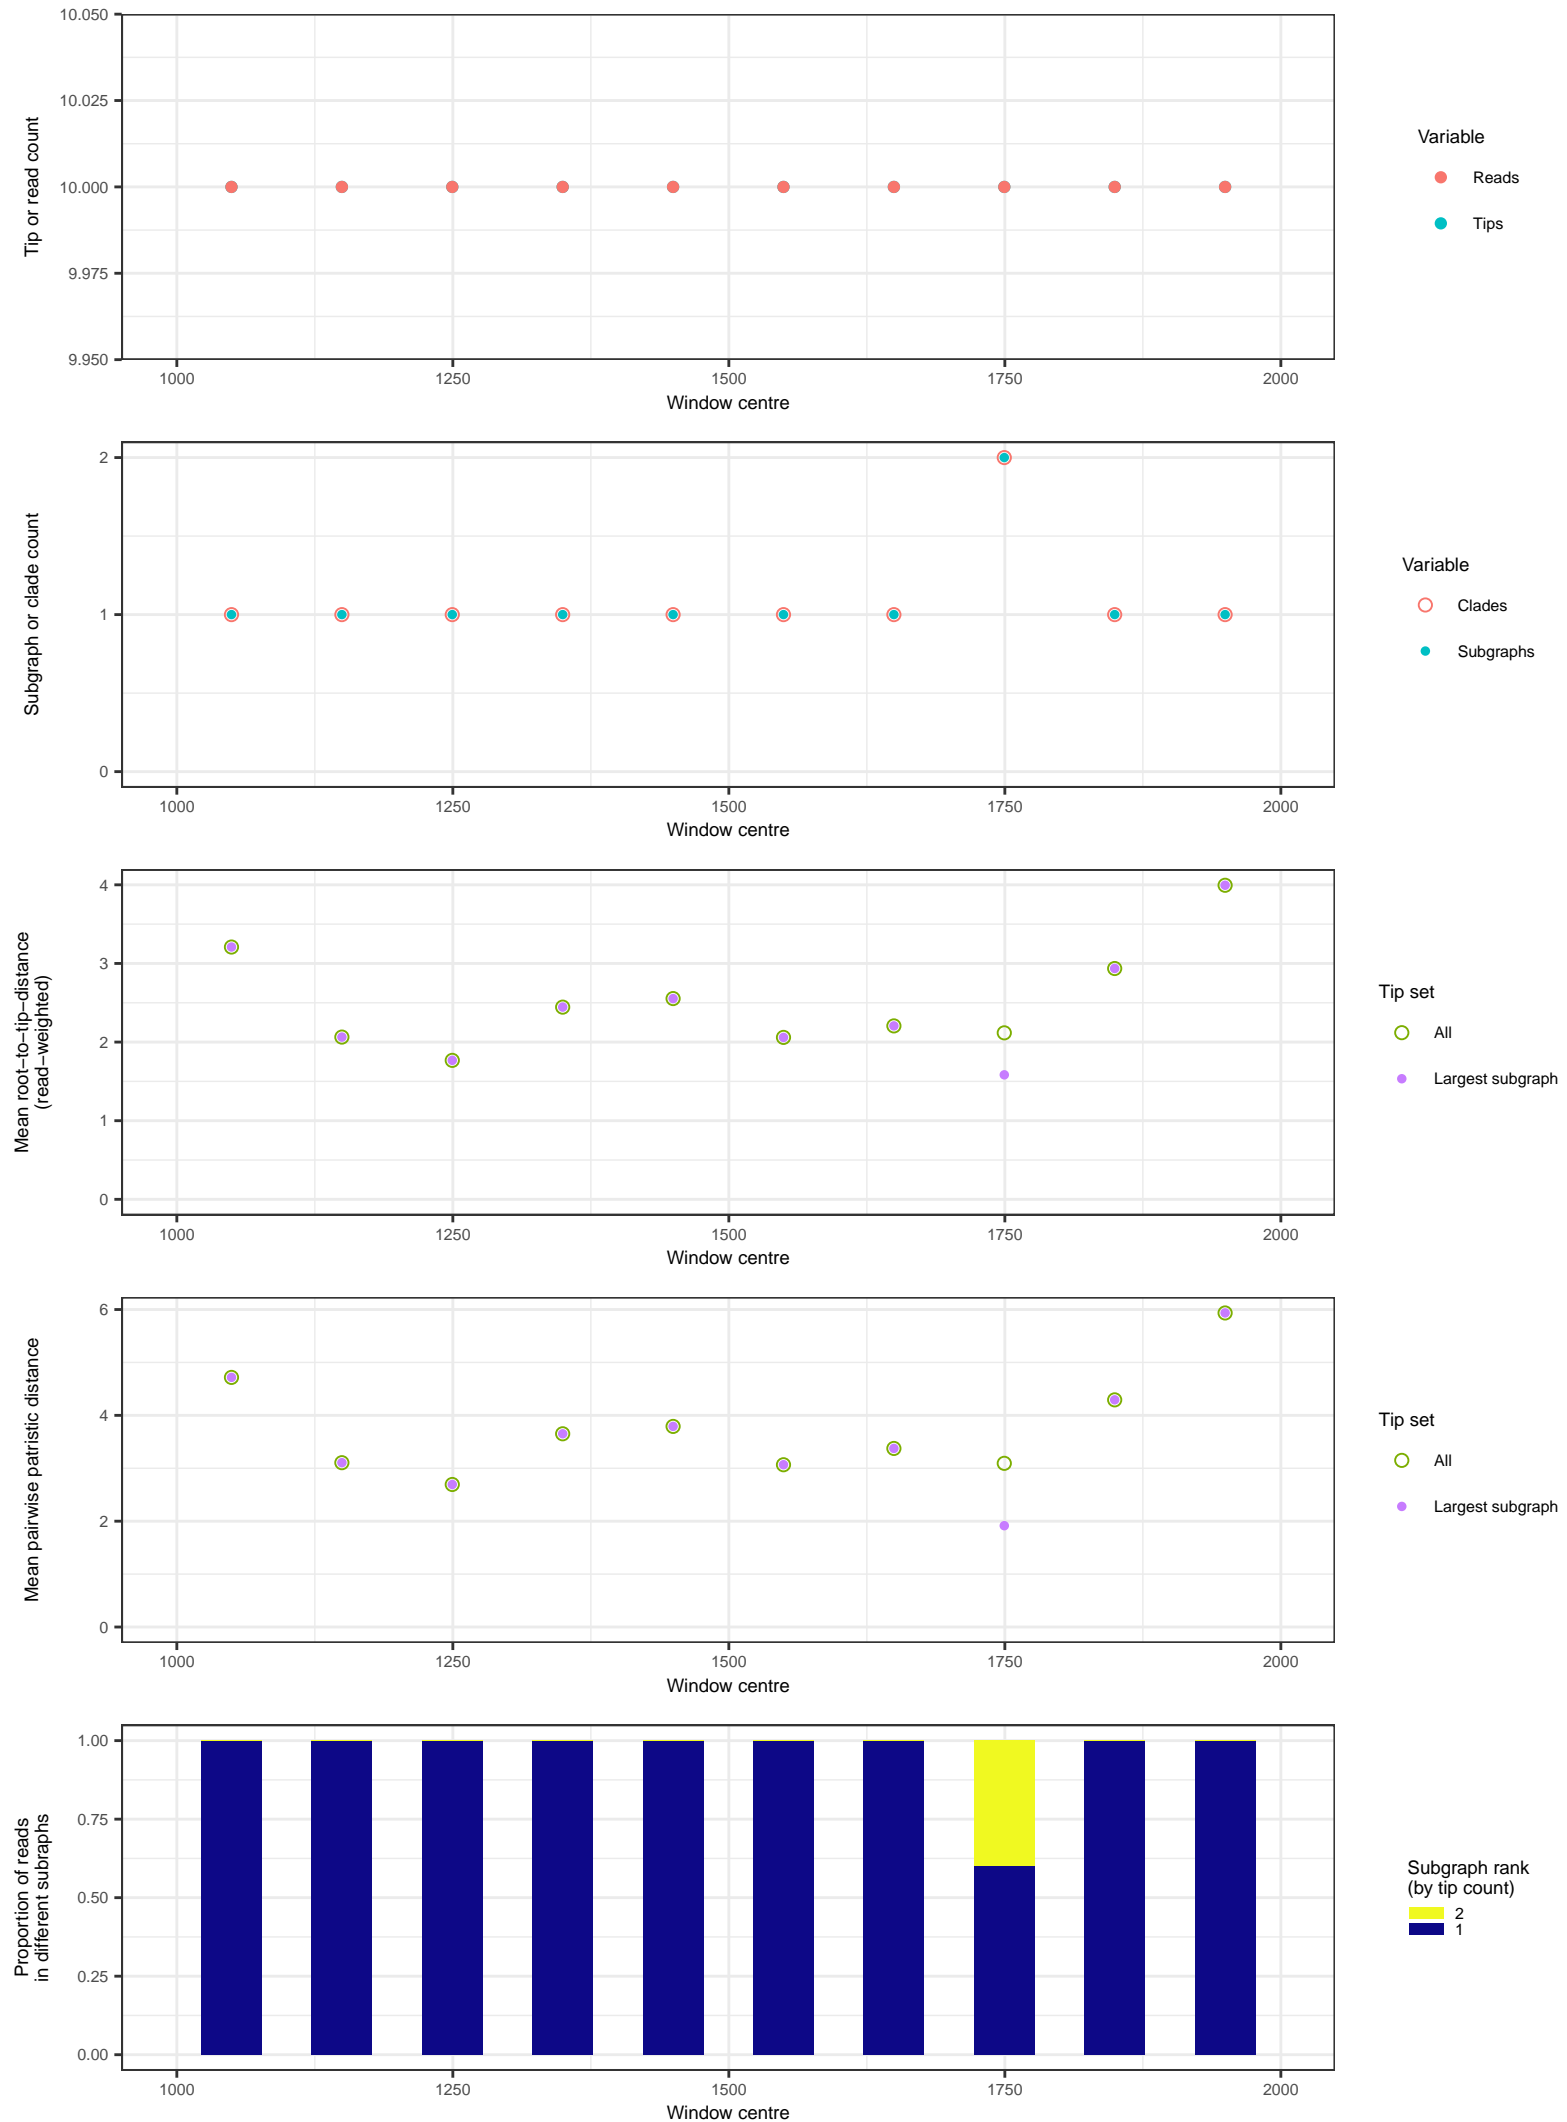 10.050
10.025
10.000
9.975
9.950
Tip or read count
1000 1250 1500 1750 2000
Window centre
Variable
Reads
Tips
2
1
0
Subgraph or clade count
1000 1250 1500 1750 2000
Window centre
Variable
Clades
Subgraphs
4
3
2
1
0
Mean root−to−tip−distance
(read−weighted)
1000 1250 1500 1750 2000
Window centre
Tip set
All
Largest subgraph
6
4
2
0
Mean pairwise patristic distance
1000 1250 1500 1750 2000
Window centre
Tip set
All
Largest subgraph
1.00
0.75
0.50
0.25
0.00
Proportion of reads
in different subraphs
1000 1250 1500 1750 2000
Window centre
Subgraph rank
(by tip count)
2
1